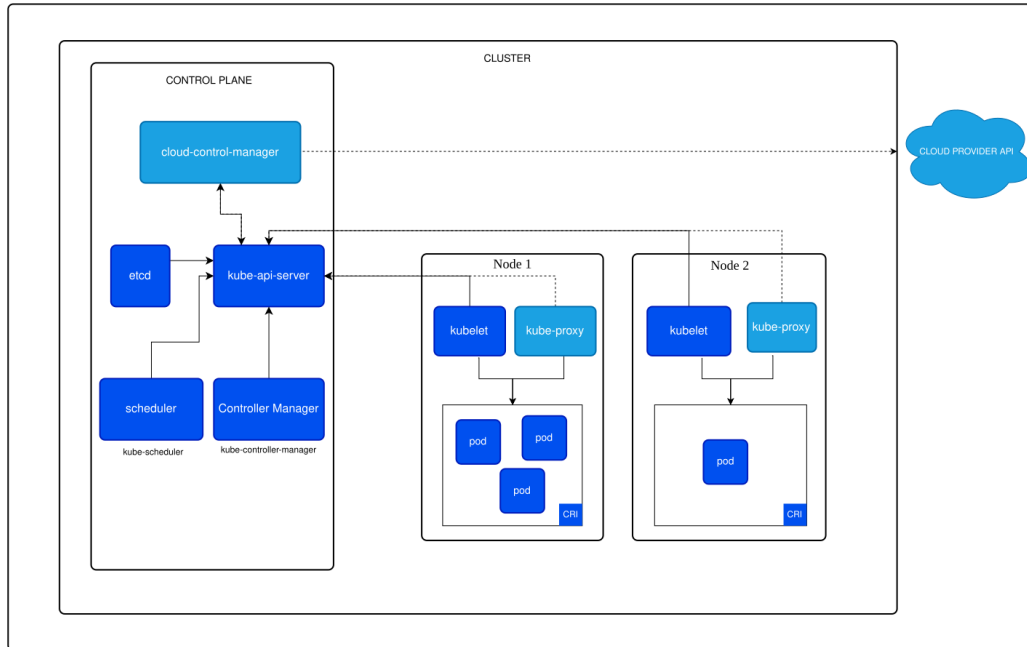 CLUSTER
CONTROL PLANE
cloud-control-manager
CLOUD PROVIDER API
etcd
kube-api-server
scheduler
kube-scheduler
Controller Manager
kube-controller-manager
Node 1
kubelet
kube-proxy
pod
pod
pod
CRI
Node 2
kubelet
kube-proxy
pod
CRI